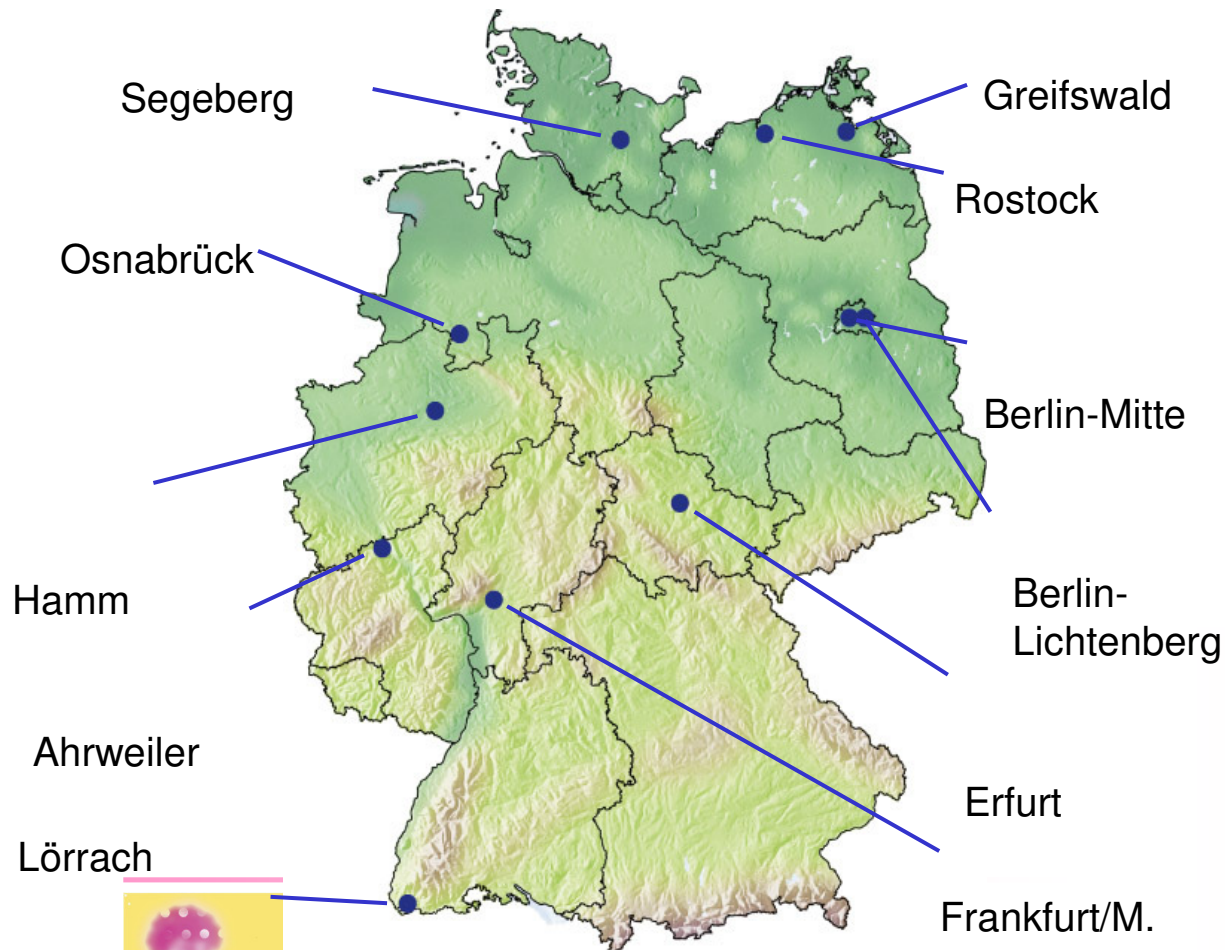 Segeberg
Greifswald
Rostock
Osnabrück
Berlin-Mitte
Hamm
Berlin-
Lichtenberg
Ahrweiler
Erfurt
Lörrach
Frankfurt/M.